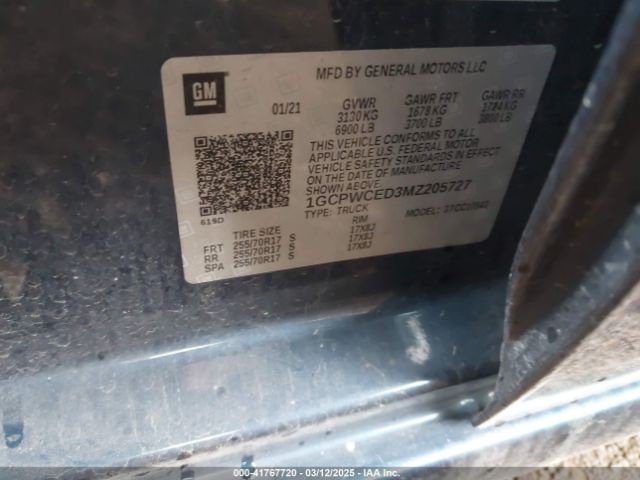 GM
MFD BY GENERAL MOTORS LLC
01/21
GVWR GAWR FRT GAWR RR
3130 KG 1678 KG 1724 KG
6900 LB 3700 LB 3800 LB
THIS VEHICLE CONFORMS TO ALL
APPLICABLE U.S. FEDERAL MOTOR
VEHICLE SAFETY STANDARDS IN EFFECT
ON THE DATE OF MANUFACTURE
SHOWN ABOVE.
1GCPWCED3MZ205727
TYPE: TRUCK MODEL:
619D
TIRE SIZE RIM
FRT 255/70R17 S 17X8J
RR 255/70R17 S 17X8J
SPA 255/70R17 S 17X8J
000-41767720 - 03/12/2025 - IAA Inc.